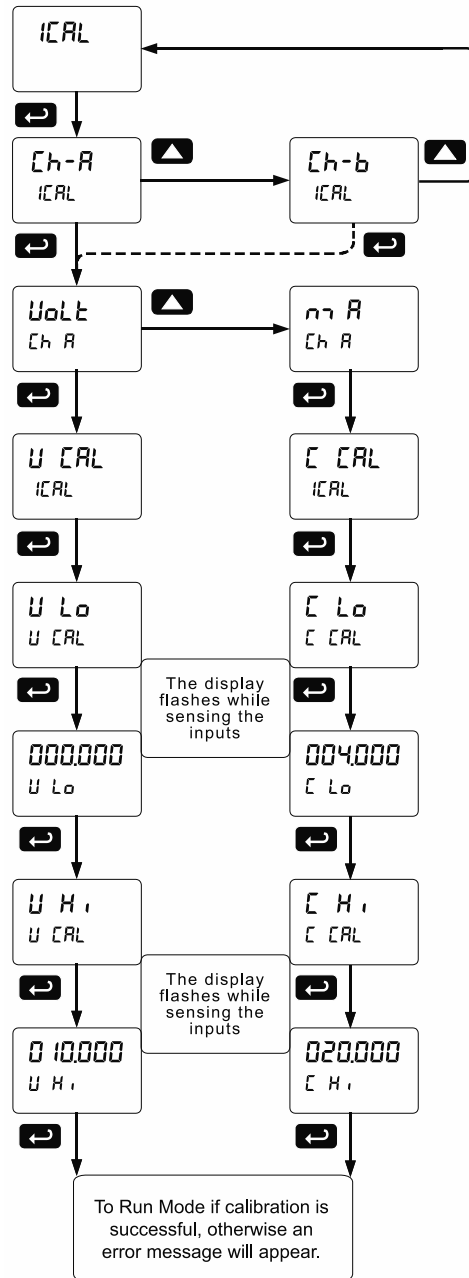 ICAL
Ch-A
ICAL
Ch-b
ICAL
VoLt
Ch A
mA
Ch A
V CAL
ICAL
C CAL
ICAL
V Lo
V CAL
C Lo
C CAL
The display
flashes while
sensing the
inputs
000.000
V Lo
004.000
C Lo
V Hi
V CAL
C Hi
C CAL
The display
flashes while
sensing the
inputs
010.000
V Hi
020.000
C Hi
To Run Mode if calibration is
successful, otherwise an
error message will appear.